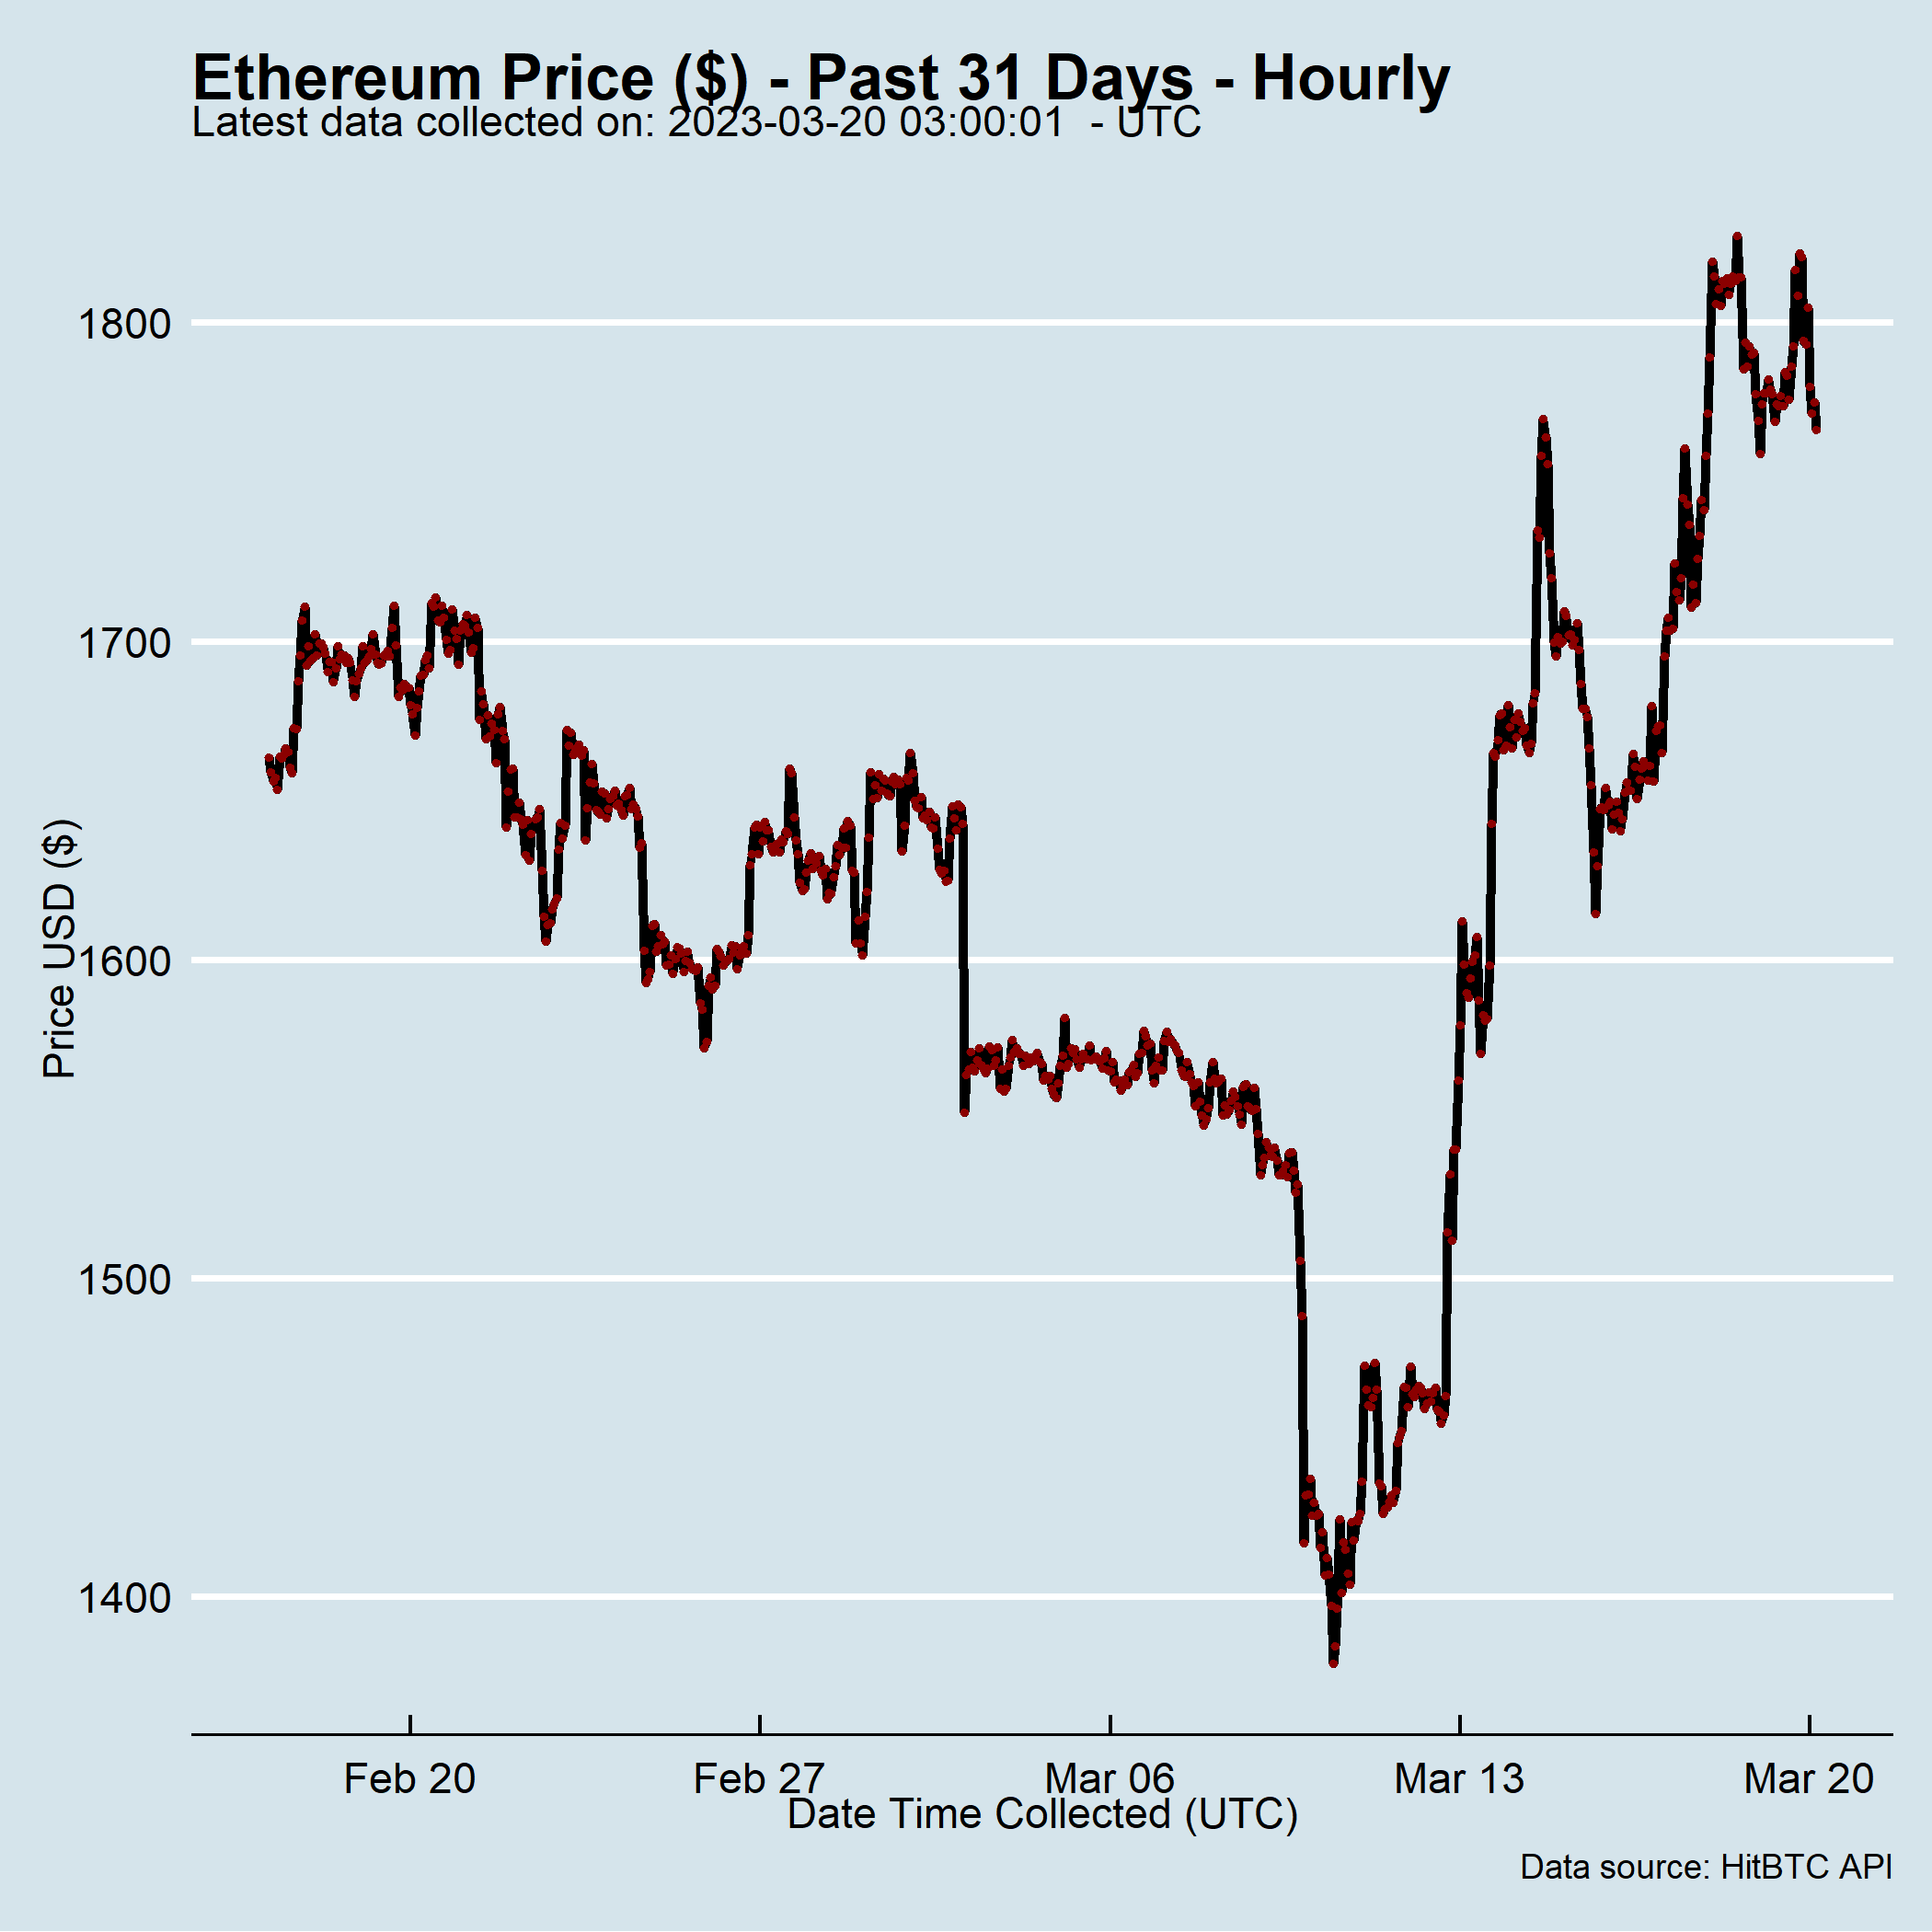 Ethereum Price ($) - Past 31 Days - Hourly
Latest data collected on: 2023-03-20 03:00:01  - UTC
Price USD ($)
1800
1700
1600
1500
1400
Feb 20
Feb 27
Mar 06
Mar 13
Mar 20
Date Time Collected (UTC)
Data source: HitBTC API